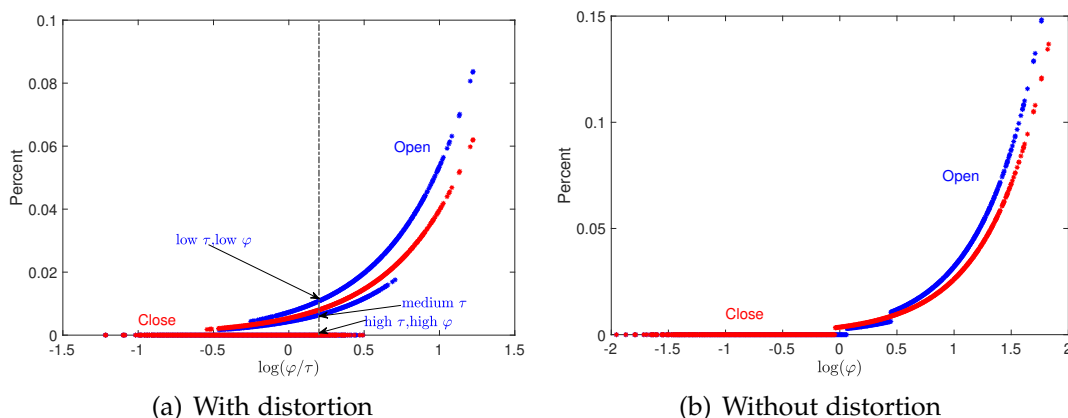 0.1
0.08
0.06
0.04
0.02
0
Percent
Open
low τ,low φ
medium τ
high τ,high φ
Close
-1.5 -1 -0.5 0 0.5 1 1.5
log(φ/τ)
(a) With distortion
0.15
0.1
0.05
0
Percent
Open
Close
-2 -1.5 -1 -0.5 0 0.5 1 1.5 2
log(φ)
(b) Without distortion